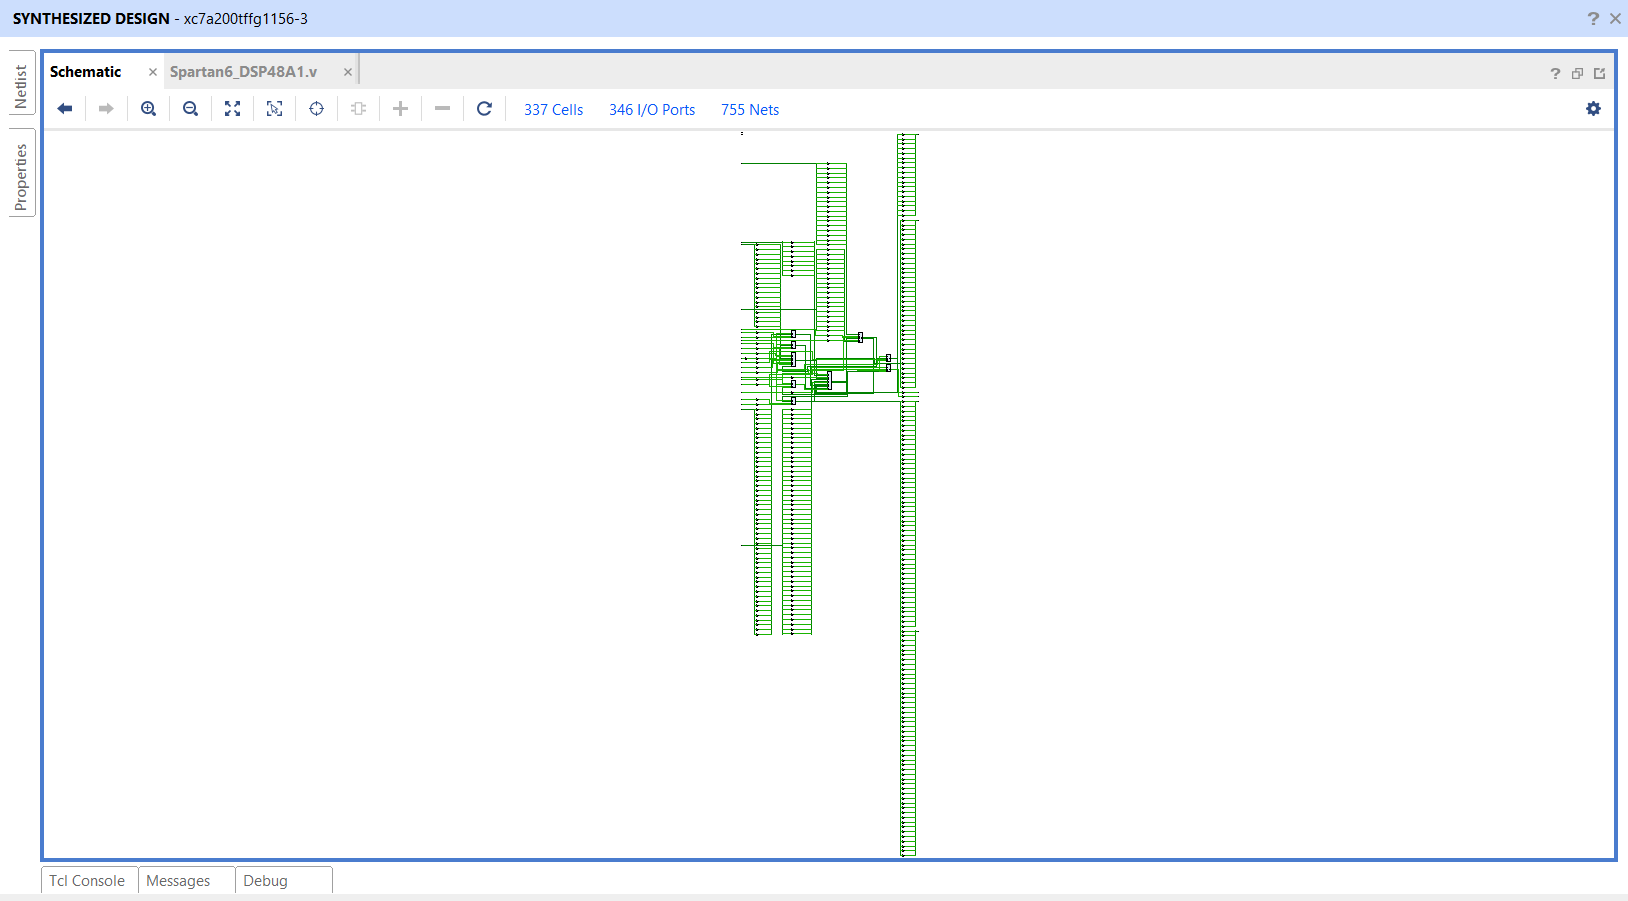 SYNTHESIZED DESIGN - xc7a200tffg1156-3
Netlist
Properties
Schematic
Spartan6_DSP48A1.v
337 Cells
346 I/O Ports
755 Nets
Tcl Console
Messages
Debug